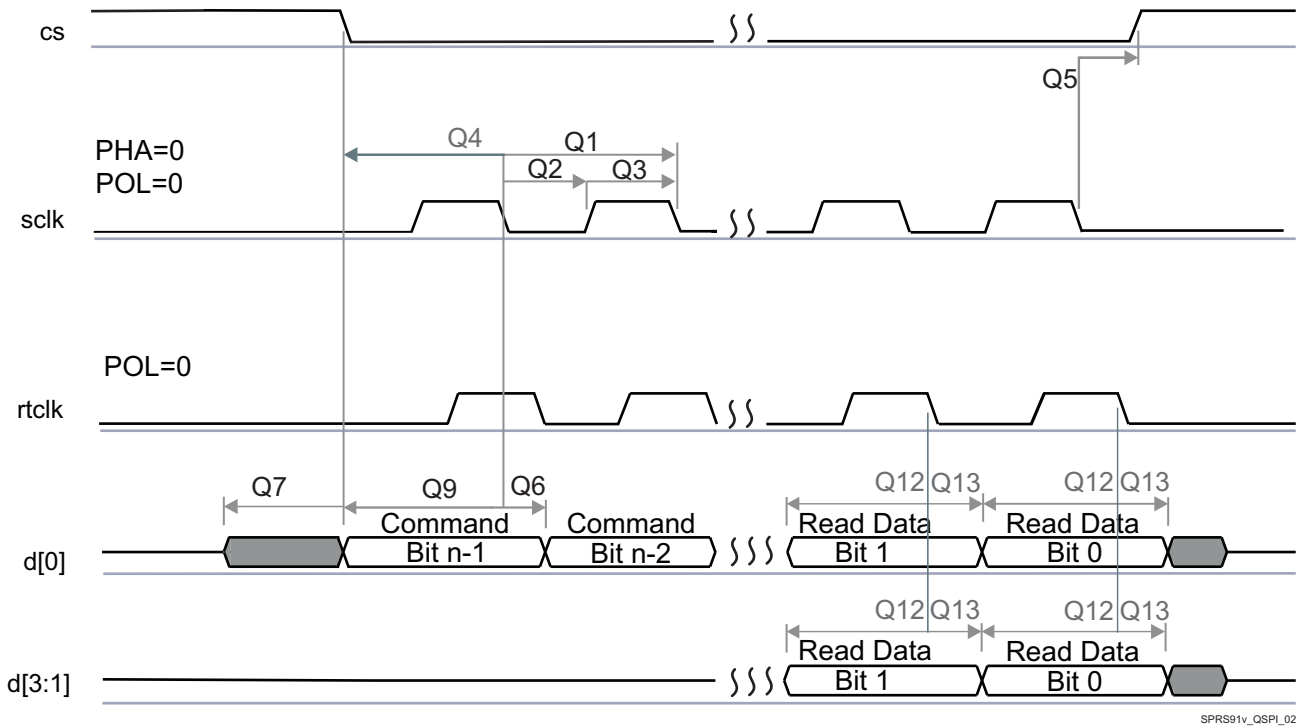 cs
Q5
PHA=0
POL=0
Q4
Q1
Q2
Q3
sclk
POL=0
rtclk
Q7
Q9
Q6
Q12
Q13
Q12
Q13
Command
Command
Read Data
Read Data
d[0]
Bit n-1
Bit n-2
Bit 1
Bit 0
Q12
Q13
Q12
Q13
Read Data
Read Data
d[3:1]
Bit 1
Bit 0
SPRS91v_QSPI_02